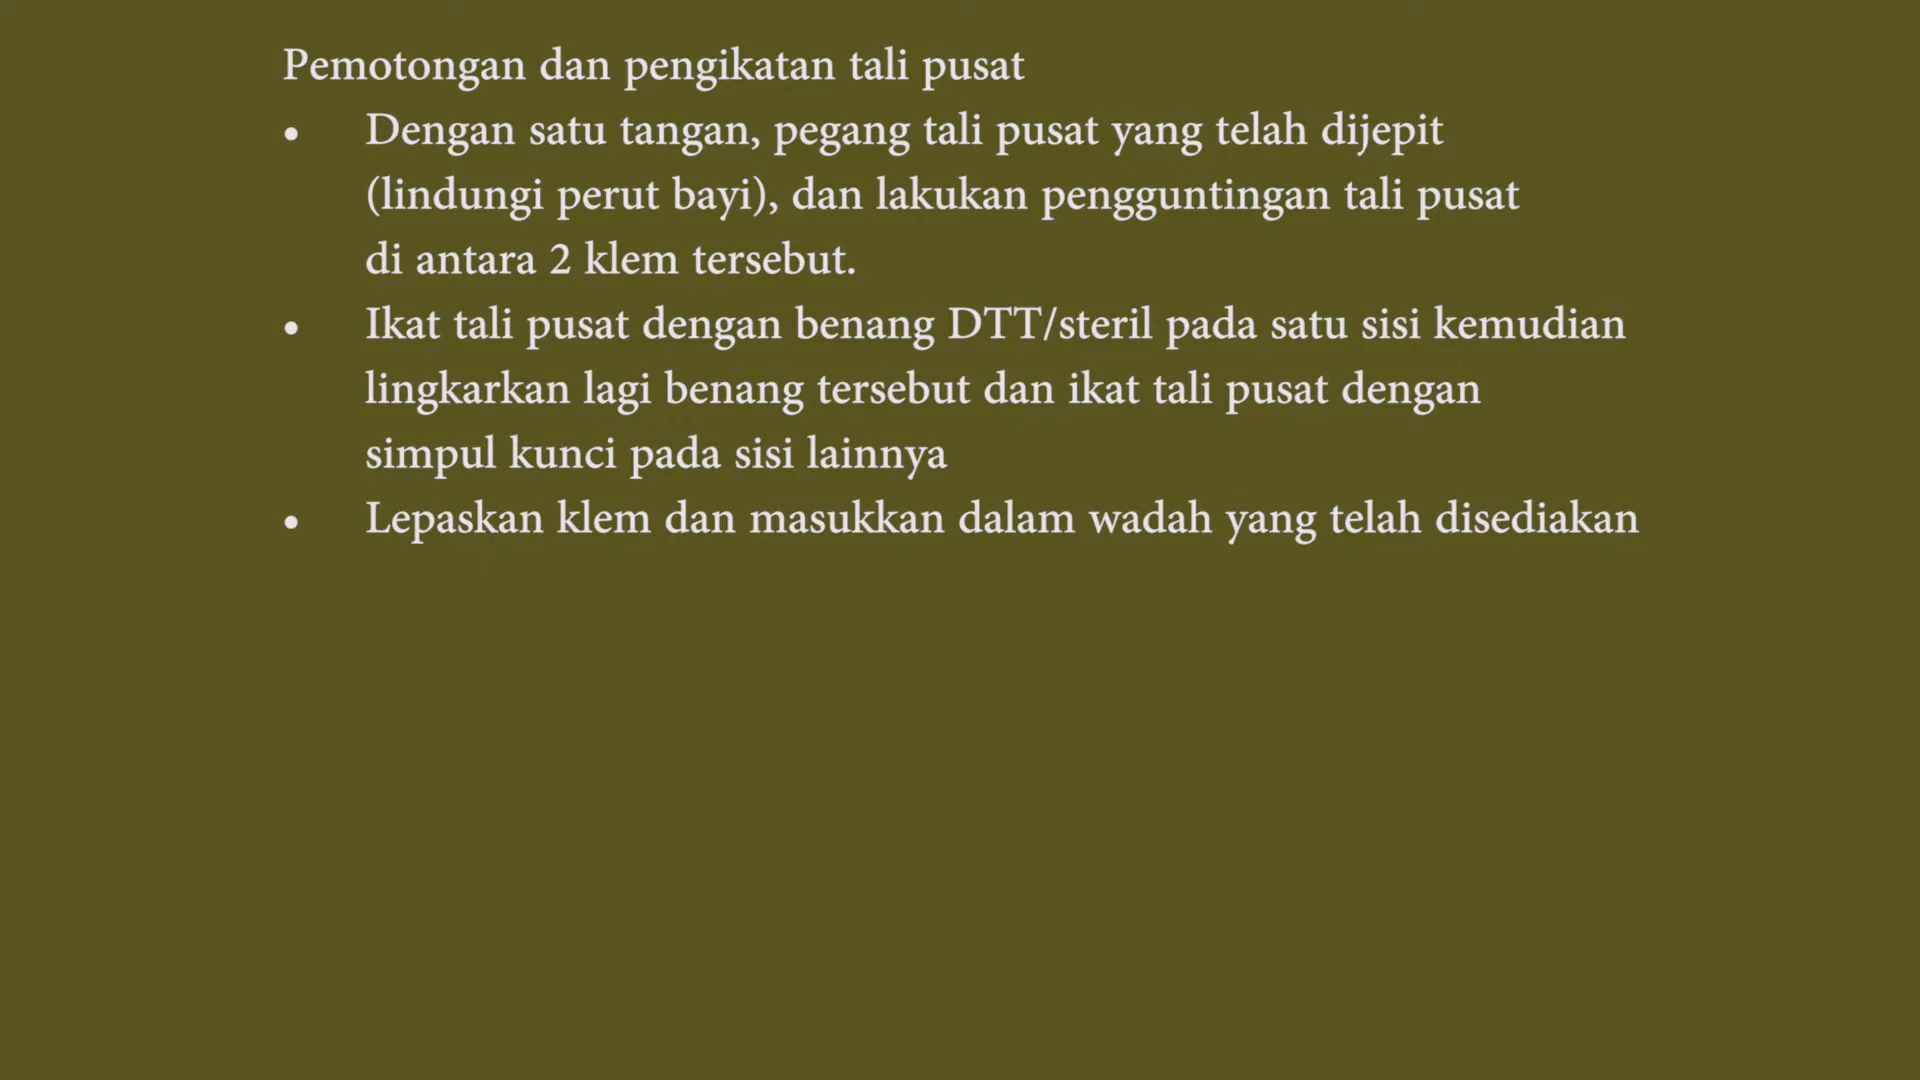 Pemotongan dan pengikatan tali pusat
• Dengan satu tangan, pegang tali pusat yang telah dijepit
(lindungi perut bayi), dan lakukan pengguntingan tali pusat
di antara 2 klem tersebut.
• Ikat tali pusat dengan benang DTT/steril pada satu sisi kemudian
lingkarkan lagi benang tersebut dan ikat tali pusat dengan
simpul kunci pada sisi lainnya
• Lepaskan klem dan masukkan dalam wadah yang telah disediakan